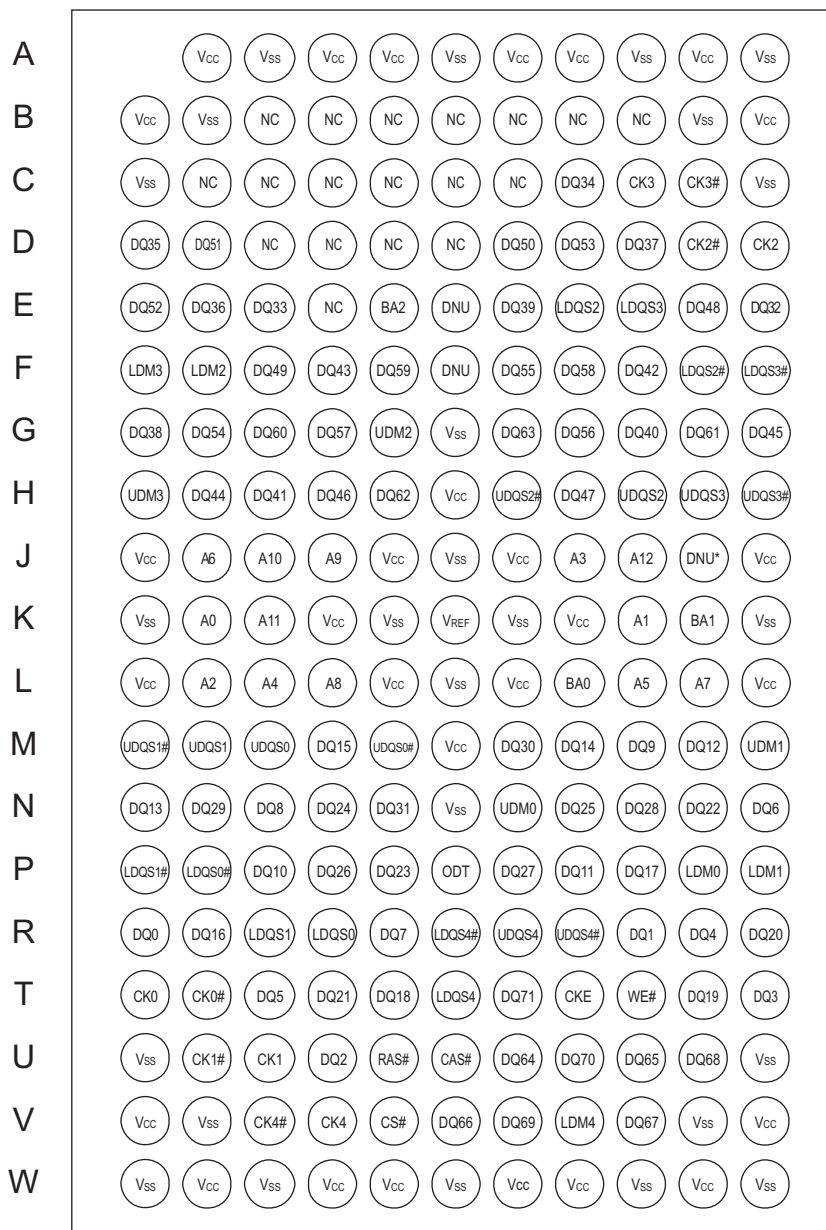 A Vcc Vss Vcc Vcc Vss Vcc Vcc Vss Vcc Vss
B Vcc Vss NC NC NC NC NC NC NC Vss Vcc
C Vss NC NC NC NC NC NC DQ34 CK3 CK3# Vss
D DQ35 DQ51 NC NC NC NC DQ50 DQ53 DQ37 CK2# CK2
E DQ52 DQ36 DQ33 NC BA2 DNU DQ39 LDQS2 LDQS3 DQ48 DQ32
F LDM3 LDM2 DQ49 DQ43 DQ59 DNU DQ55 DQ58 DQ42 LDQS2# LDQS3#
G DQ38 DQ54 DQ60 DQ57 UDM2 Vss DQ63 DQ56 DQ40 DQ61 DQ45
H UDM3 DQ44 DQ41 DQ46 DQ62 Vcc UDQS2# DQ47 UDQS2 UDQS3 UDQS3#
J Vcc A6 A10 A9 Vcc Vss Vcc A3 A12 DNU* Vcc
K Vss A0 A11 Vcc Vss VREF Vss Vcc A1 BA1 Vss
L Vcc A2 A4 A8 Vcc Vss Vcc BA0 A5 A7 Vcc
M UDQS1# UDQS1 UDQS0 DQ15 UDQS0# Vcc DQ30 DQ14 DQ9 DQ12 UDM1
N DQ13 DQ29 DQ8 DQ24 DQ31 Vss UDM0 DQ25 DQ28 DQ22 DQ6
P LDQS1# LDQS0# DQ10 DQ26 DQ23 ODT DQ27 DQ11 DQ17 LDM0 LDM1
R DQ0 DQ16 LDQS1 LDQS0 DQ7 LDQS4# UDQS4 UDQS4# DQ1 DQ4 DQ20
T CK0 CK0# DQ5 DQ21 DQ18 LDQS4 DQ71 CKE WE# DQ19 DQ3
U Vss CK1# CK1 DQ2 RAS# CAS# DQ64 DQ70 DQ65 DQ68 Vss
V Vcc Vss CK4# CK4 CS# DQ66 DQ69 LDM4 DQ67 Vss Vcc
W Vss Vcc Vss Vcc Vcc Vss Vcc Vcc Vss Vcc Vss